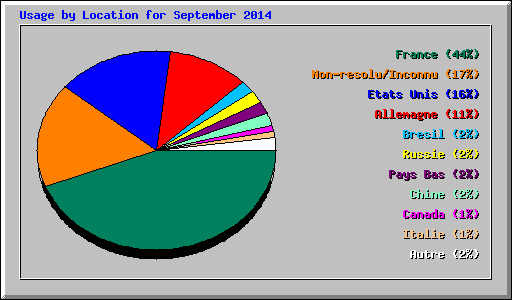 Usage by Location for September 2014
France (44%)
Non-resolu/Inconnu (17%)
Etats Unis (16%)
Allemagne (11%)
Bresil (2%)
Russie (2%)
Pays Bas (2%)
Chine (2%)
Canada (1%)
Italie (1%)
Autre (2%)